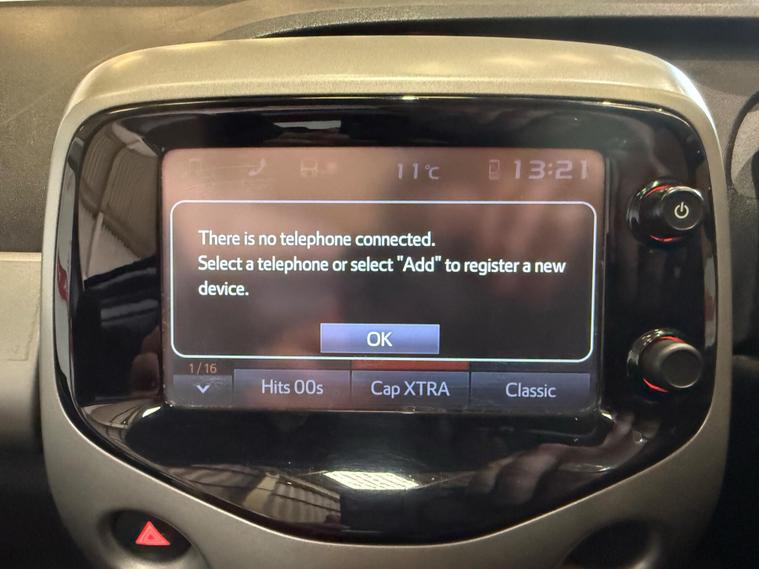 11°C
13:21
There is no telephone connected.
Select a telephone or select "Add" to register a new
device.
OK
1 / 16
Hits 00s
Cap XTRA
Classic